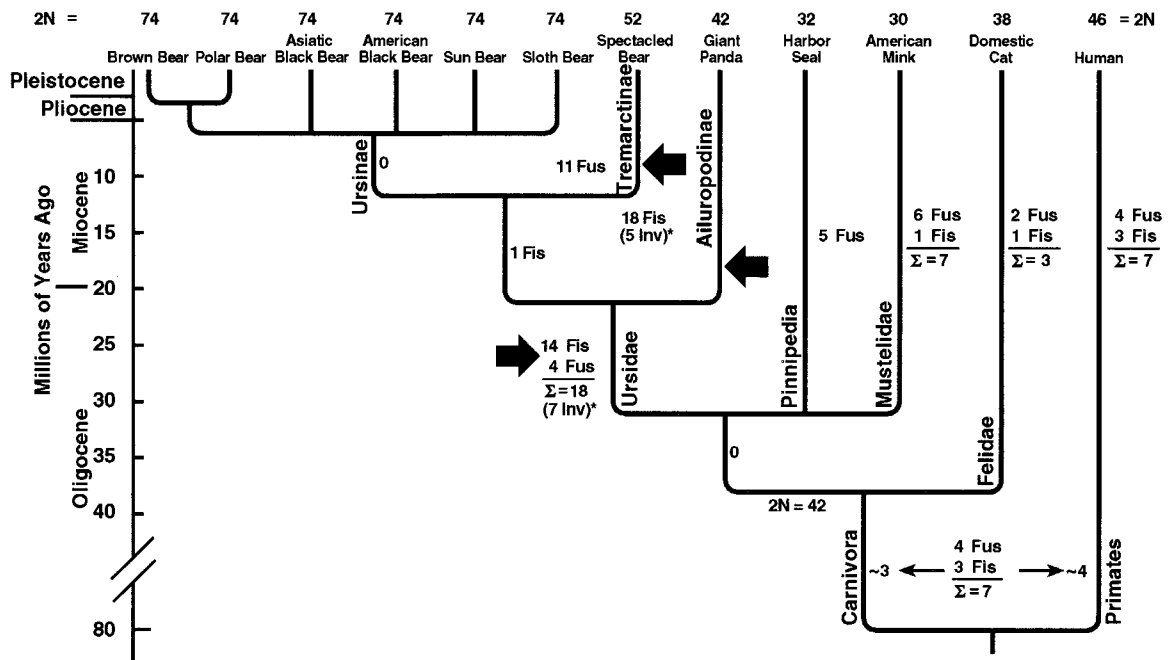 2N = 74 74 74 74 74 74 52 42 32 30 38 46 = 2N
Brown Bear
Polar Bear
Asiatic
Black Bear
American
Black Bear
Sun Bear
Sloth Bear
Spectacled
Bear
Giant
Panda
Harbor
Seal
American
Mink
Domestic
Cat
Human
Pleistocene
Pliocene
Millions of Years Ago
Miocene
Oligocene
10
15
20
25
30
35
40
80
Ursinae
0
11 Fus
Tremarctinae
18 Fis
(5 Inv)*
Ailuropodinae
1 Fis
14 Fis
4 Fus
Σ=18
(7 Inv)*
Ursidae
5 Fus
Pinnipedia
6 Fus
1 Fis
Σ=7
Mustelidae
2 Fus
1 Fis
Σ=3
Felidae
4 Fus
3 Fis
Σ=7
0
2N = 42
Carnivora
~3
4 Fus
3 Fis
Σ=7
~4
Primates